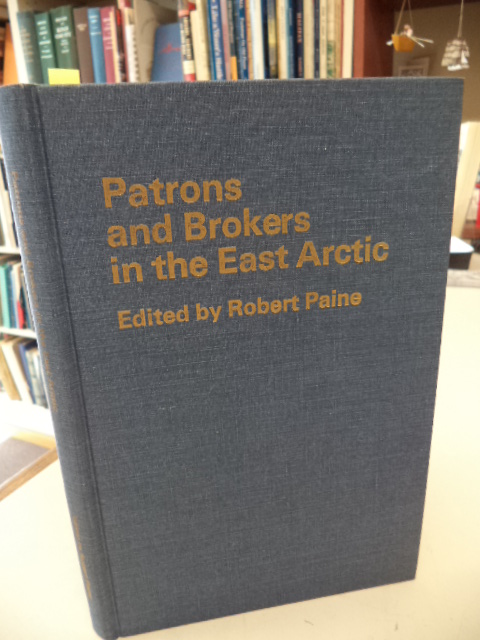 Patrons
and Brokers
in the East Arctic
Edited by Robert Paine